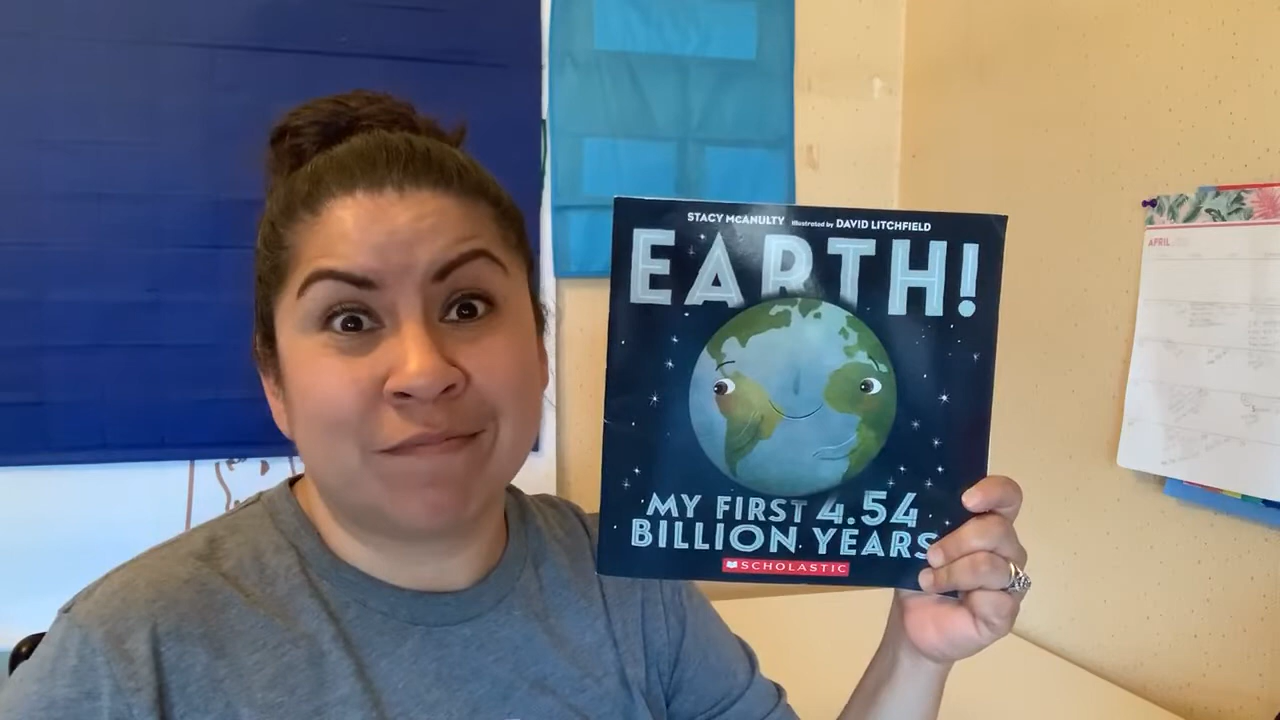 STACY McANULTY illustrated by DAVID LITCHFIELD
EARTH!
MY FIRST 4.54
BILLION YEARS
SCHOLASTIC
APRIL